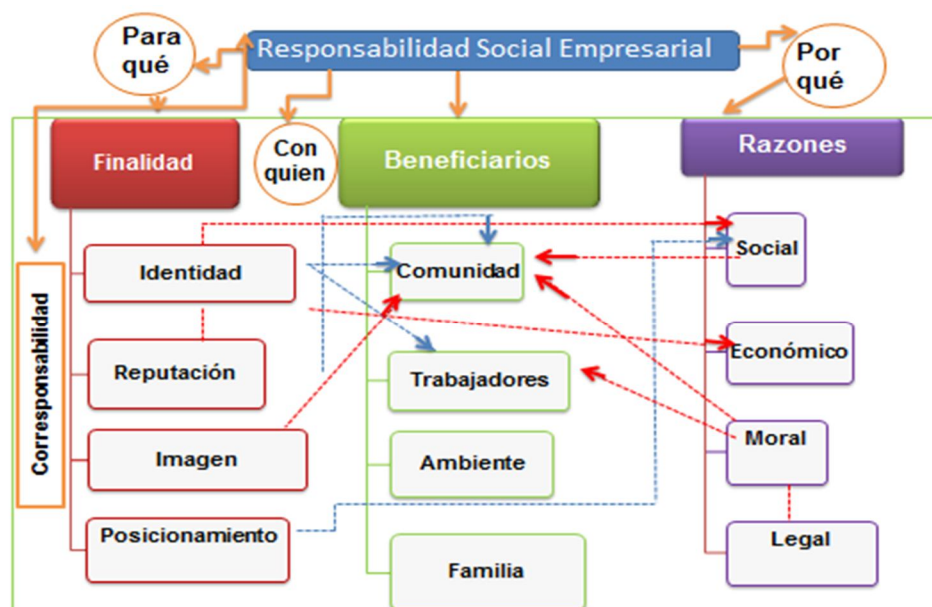 Para
qué
Responsabilidad Social Empresarial
Por
qué
Finalidad
Con
quien
Beneficiarios
Razones
Corresponsabilidad
Identidad
Reputación
Imagen
Posicionamiento
Comunidad
Trabajadores
Ambiente
Familia
Social
Económico
Moral
Legal